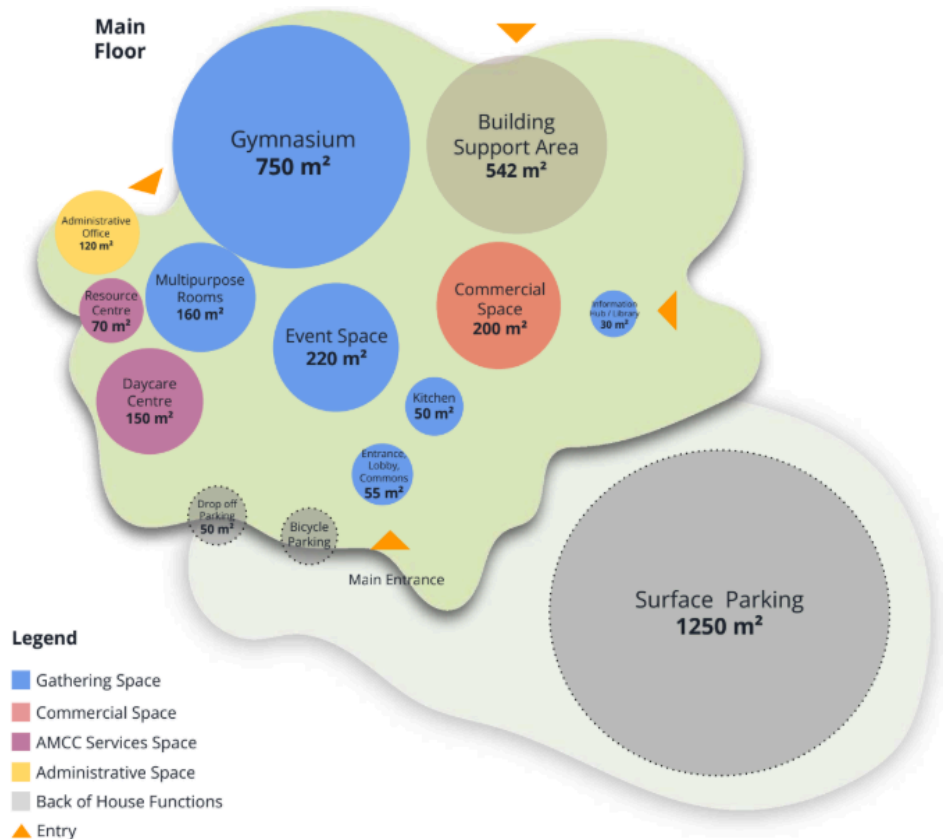 Main
Floor
Gymnasium
750 m²
Building
Support Area
542 m²
Administrative
Office
120 m²
Resource
Centre
70 m²
Multipurpose
Rooms
160 m²
Event Space
220 m²
Commercial
Space
200 m²
Information
Hub / Library
30 m²
Daycare
Centre
150 m²
Kitchen
50 m²
Entrance,
Lobby,
Commons
55 m²
Drop off
Parking
50 m²
Bicycle
Parking
Main Entrance
Surface Parking
1250 m²
Legend
Gathering Space
Commercial Space
AMCC Services Space
Administrative Space
Back of House Functions
Entry